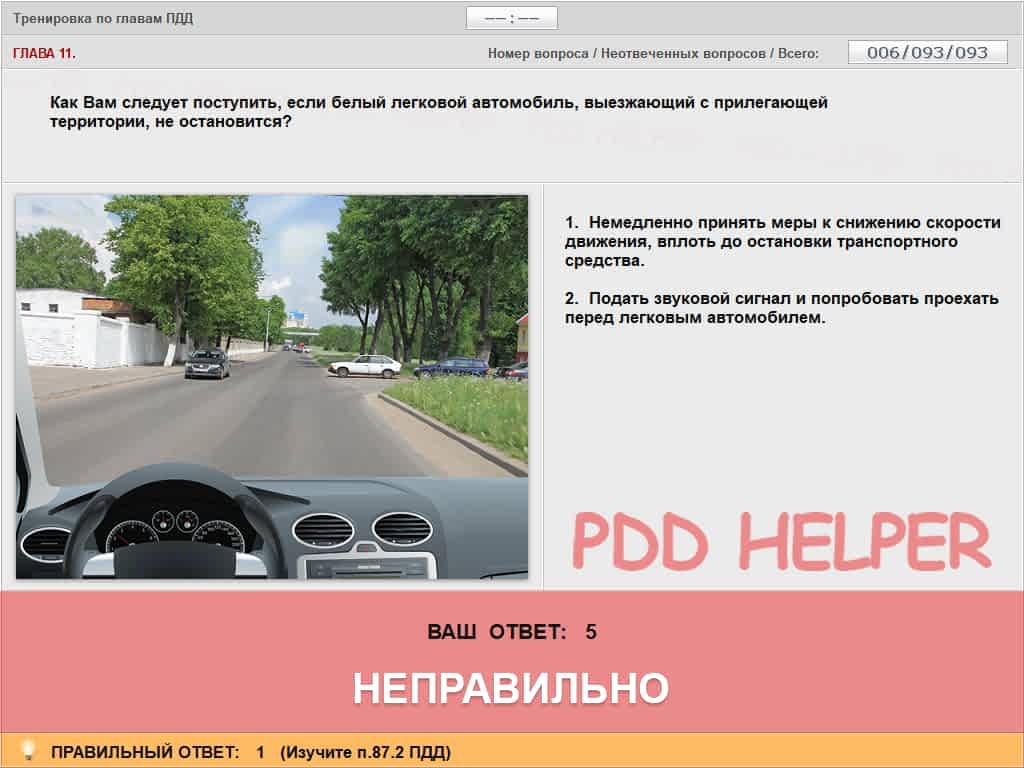 Тренировка по главам ПДД
—— : ——
ГЛАВА 11.
Номер вопроса / Неотвеченных вопросов / Всего:
006/093/093
Как Вам следует поступить, если белый легковой автомобиль, выезжающий с прилегающей
территории, не остановится?
1. Немедленно принять меры к снижению скорости
движения, вплоть до остановки транспортного
средства.
2. Подать звуковой сигнал и попробовать проехать
перед легковым автомобилем.
PDD HELPER
ВАШ ОТВЕТ: 5
НЕПРАВИЛЬНО
ПРАВИЛЬНЫЙ ОТВЕТ: 1 (Изучите п.87.2 ПДД)